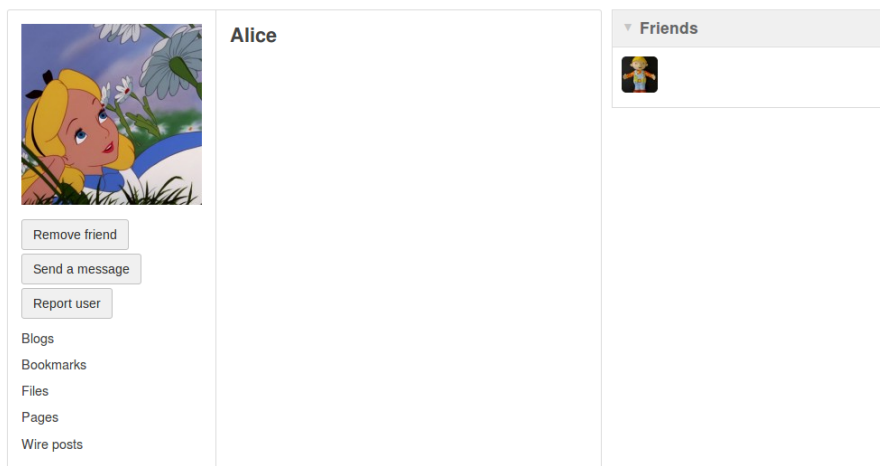 Alice
Remove friend
Send a message
Report user
Blogs
Bookmarks
Files
Pages
Wire posts
Friends